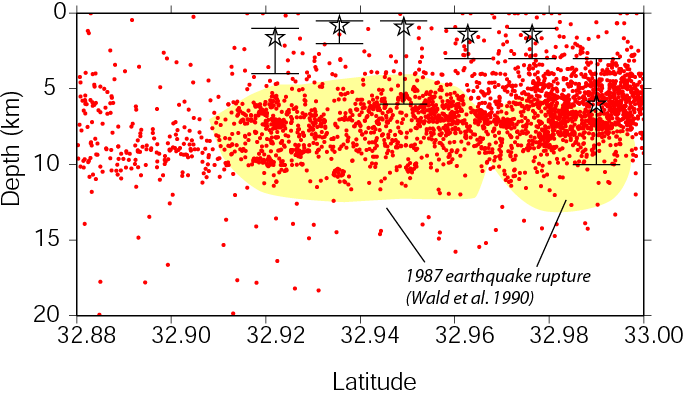 0
5
10
15
20
Depth (km)
1987 earthquake rupture
(Wald et al. 1990)
32.88 32.90 32.92 32.94 32.96 32.98 33.00
Latitude